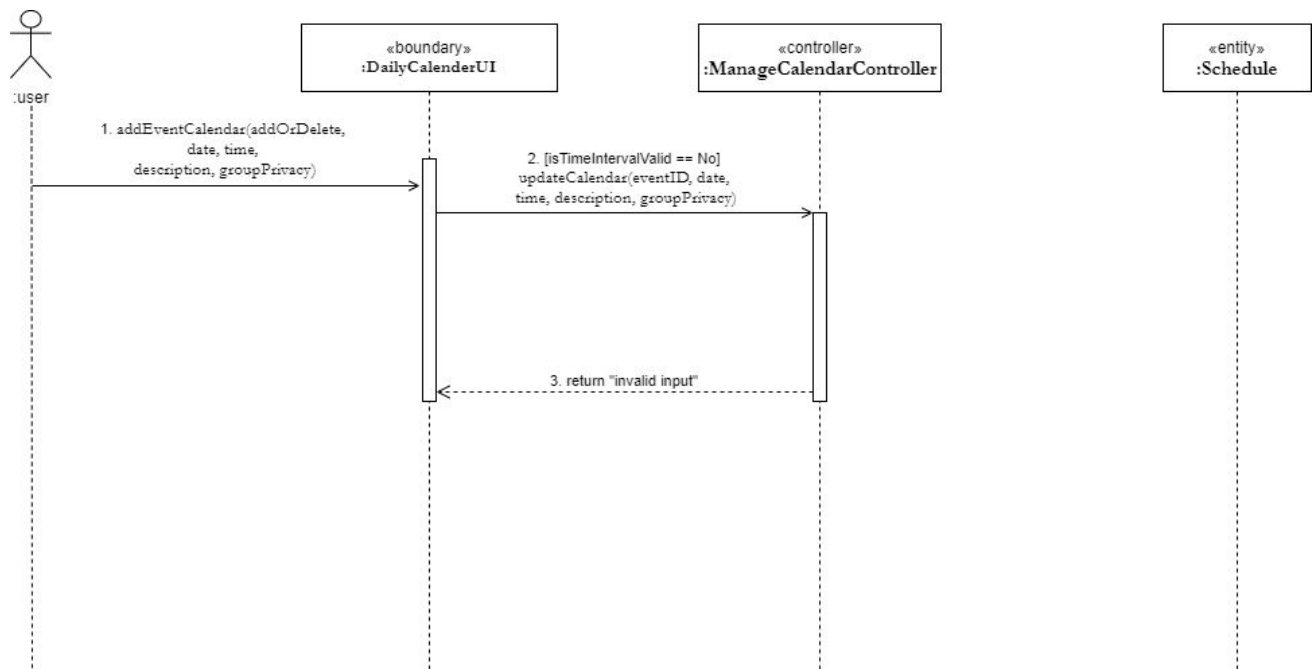 :user
«boundary»
:DailyCalenderUI
«controller»
:ManageCalendarController
«entity»
:Schedule
1. addEventCalendar(addOrDelete,
date, time,
description, groupPrivacy)
2. [isTimeIntervalValid == No]
updateCalendar(eventID, date,
time, description, groupPrivacy)
3. return "invalid input"